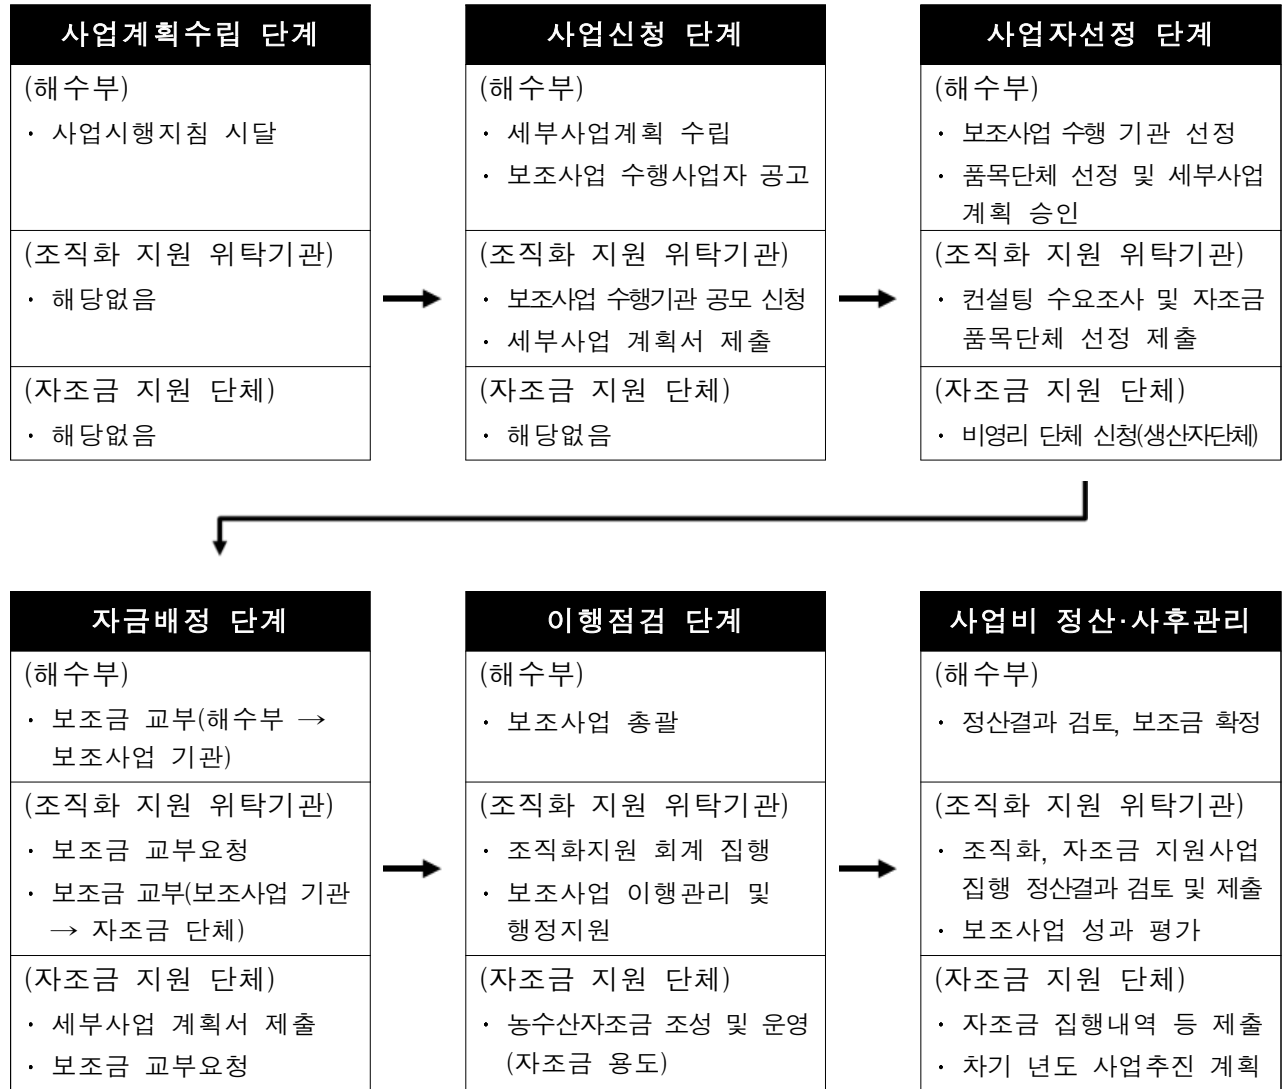 사업계획수립 단계
(해수부)
· 사업시행지침 시달
(조직화 지원 위탁기관)
· 해당없음
(자조금 지원 단체)
· 해당없음
사업신청 단계
(해수부)
· 세부사업계획 수립
· 보조사업 수행사업자 공고
(조직화 지원 위탁기관)
· 보조사업 수행기관 공모 신청
· 세부사업 계획서 제출
(자조금 지원 단체)
· 해당없음
사업자선정 단계
(해수부)
· 보조사업 수행 기관 선정
· 품목단체 선정 및 세부사업
계획 승인
(조직화 지원 위탁기관)
· 컨설팅 수요조사 및 자조금
품목단체 선정 제출
(자조금 지원 단체)
· 비영리 단체 신청(생산자단체)
자금배정 단계
(해수부)
· 보조금 교부(해수부 →
보조사업 기관)
(조직화 지원 위탁기관)
· 보조금 교부요청
· 보조금 교부(보조사업 기관
→ 자조금 단체)
(자조금 지원 단체)
· 세부사업 계획서 제출
· 보조금 교부요청
이행점검 단계
(해수부)
· 보조사업 총괄
(조직화 지원 위탁기관)
· 조직화지원 회계 집행
· 보조사업 이행관리 및
행정지원
(자조금 지원 단체)
· 농수산자조금 조성 및 운영
(자조금 용도)
사업비 정산·사후관리
(해수부)
· 정산결과 검토, 보조금 확정
(조직화 지원 위탁기관)
· 조직화, 자조금 지원사업
집행 정산결과 검토 및 제출
· 보조사업 성과 평가
(자조금 지원 단체)
· 자조금 집행내역 등 제출
· 차기 년도 사업추진 계획